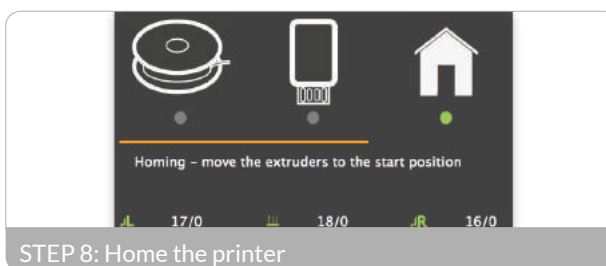 Homing – move the extruders to the start position
L 17/0 18/0 R 16/0
STEP 8: Home the printer